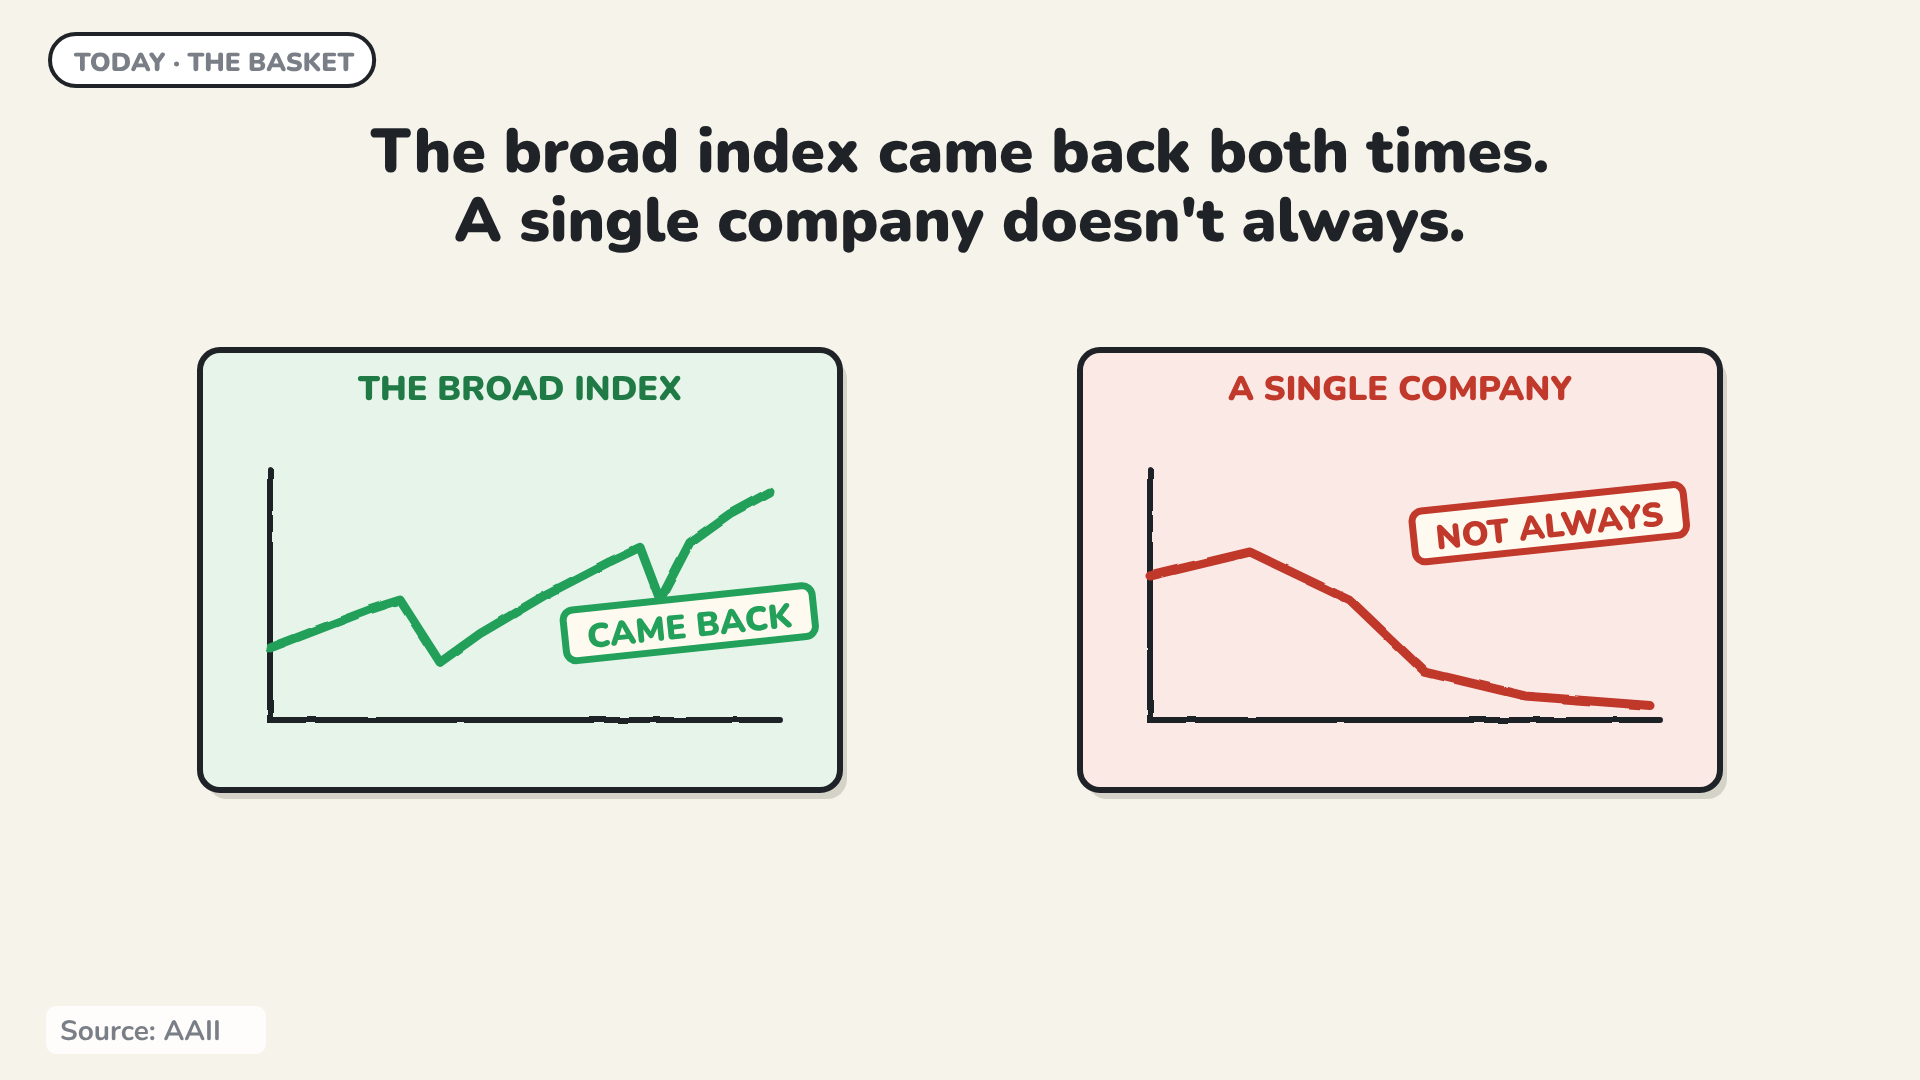 TODAY · THE BASKET
The broad index came back both times.
A single company doesn't always.
THE BROAD INDEX
CAME BACK
A SINGLE COMPANY
NOT ALWAYS
Source: AAII